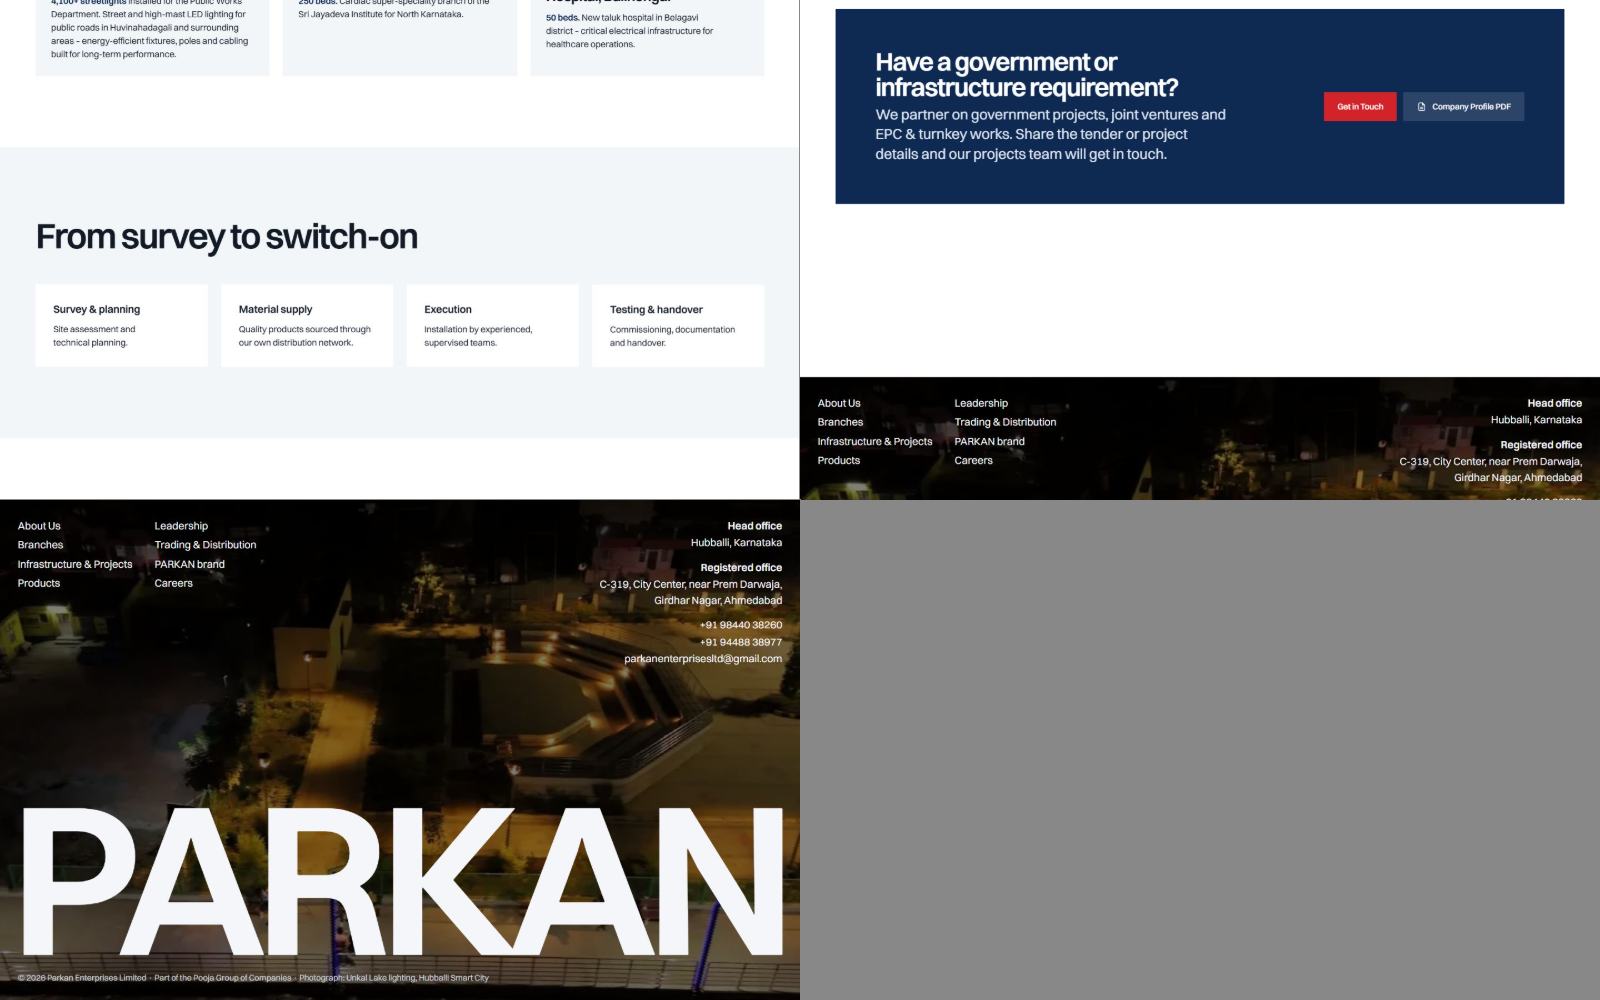 4,100+ streetlights installed for the Public Works
Department. Street and high-mast LED lighting for
public roads in Huvinahadagali and surrounding
areas – energy-efficient fixtures, poles and cabling
built for long-term performance.
250 beds. Cardiac super-speciality branch of the
Sri Jayadeva Institute for North Karnataka.
50 beds. New taluk hospital in Belagavi
district – critical electrical infrastructure for
healthcare operations.
From survey to switch-on
Survey & planning
Site assessment and
technical planning.
Material supply
Quality products sourced through
our own distribution network.
Execution
Installation by experienced,
supervised teams.
Testing & handover
Commissioning, documentation
and handover.
Have a government or
infrastructure requirement?
We partner on government projects, joint ventures and
EPC & turnkey works. Share the tender or project
details and our projects team will get in touch.
Get in Touch
Company Profile PDF
About Us
Branches
Infrastructure & Projects
Products
Leadership
Trading & Distribution
PARKAN brand
Careers
Head office
Hubballi, Karnataka
Registered office
C-319, City Center, near Prem Darwaja,
Girdhar Nagar, Ahmedabad
About Us
Branches
Infrastructure & Projects
Products
Leadership
Trading & Distribution
PARKAN brand
Careers
Head office
Hubballi, Karnataka
Registered office
C-319, City Center, near Prem Darwaja,
Girdhar Nagar, Ahmedabad
+91 98440 38260
+91 94488 38977
parkanenterprisesltd@gmail.com
PARKAN
© 2026 Parkan Enterprises Limited · Part of the Pooja Group of Companies · Photograph: Unkal Lake lighting, Hubballi Smart City